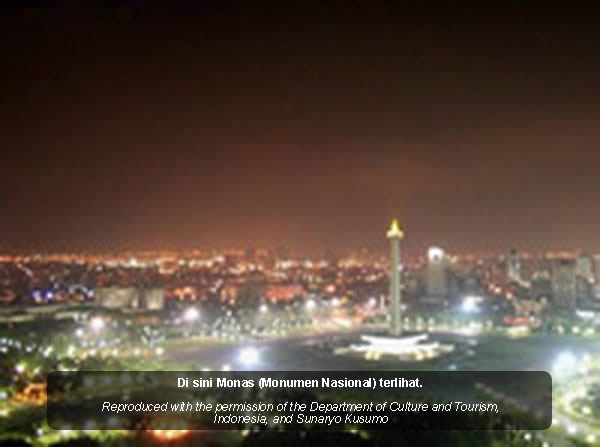 Di sini Monas (Monumen Nasional) terlihat.
Reproduced with the permission of the Department of Culture and Tourism,
Indonesia, and Sunaryo Kusumo